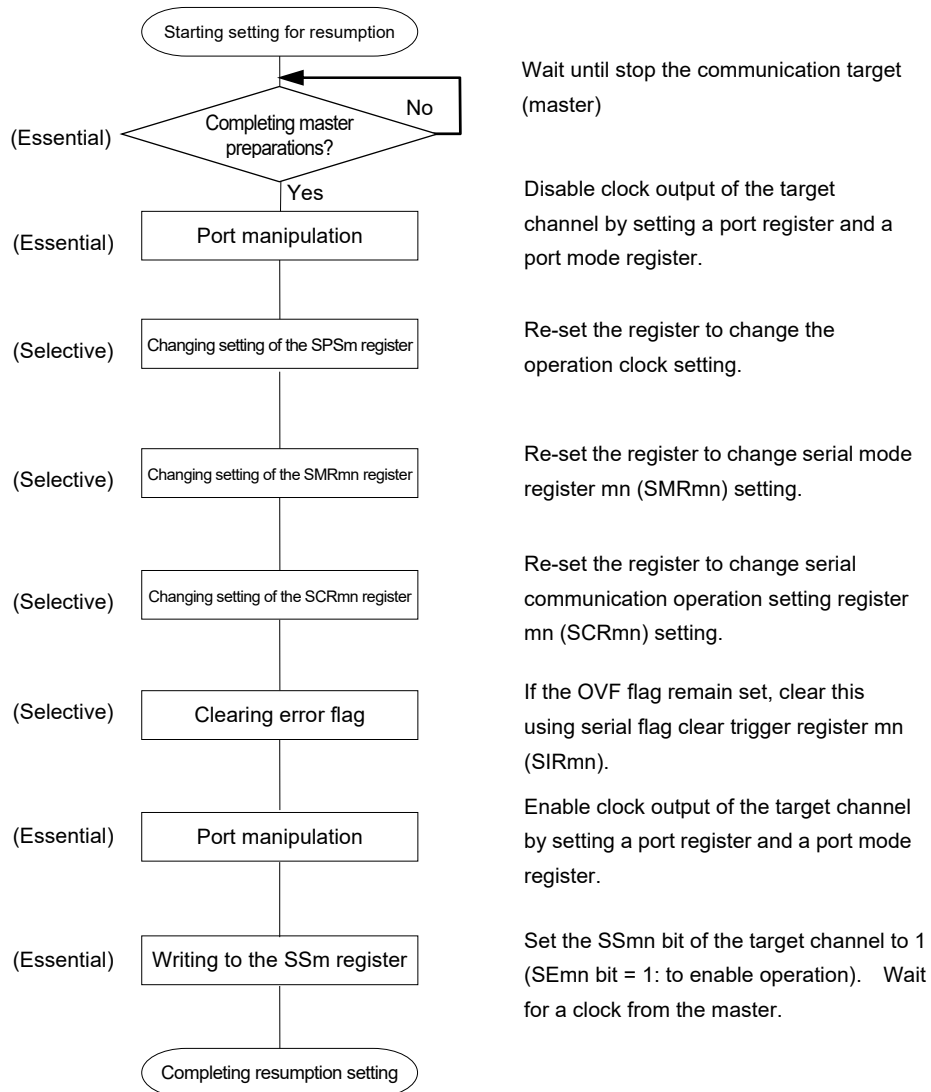 Starting setting for resumption
Wait until stop the communication target
(master)
No
(Essential)
Completing master
preparations?
Yes
Disable clock output of the target
channel by setting a port register and a
port mode register.
(Essential)
Port manipulation
Re-set the register to change the
operation clock setting.
(Selective)
Changing setting of the SPSm register
Re-set the register to change serial mode
register mn (SMRmn) setting.
(Selective)
Changing setting of the SMRmn register
Re-set the register to change serial
communication operation setting register
mn (SCRmn) setting.
(Selective)
Changing setting of the SCRmn register
If the OVF flag remain set, clear this
using serial flag clear trigger register mn
(SIRmn).
(Selective)
Clearing error flag
Enable clock output of the target channel
by setting a port register and a port mode
register.
(Essential)
Port manipulation
Set the SSmn bit of the target channel to 1
(SEmn bit = 1: to enable operation). Wait
for a clock from the master.
(Essential)
Writing to the SSm register
Completing resumption setting